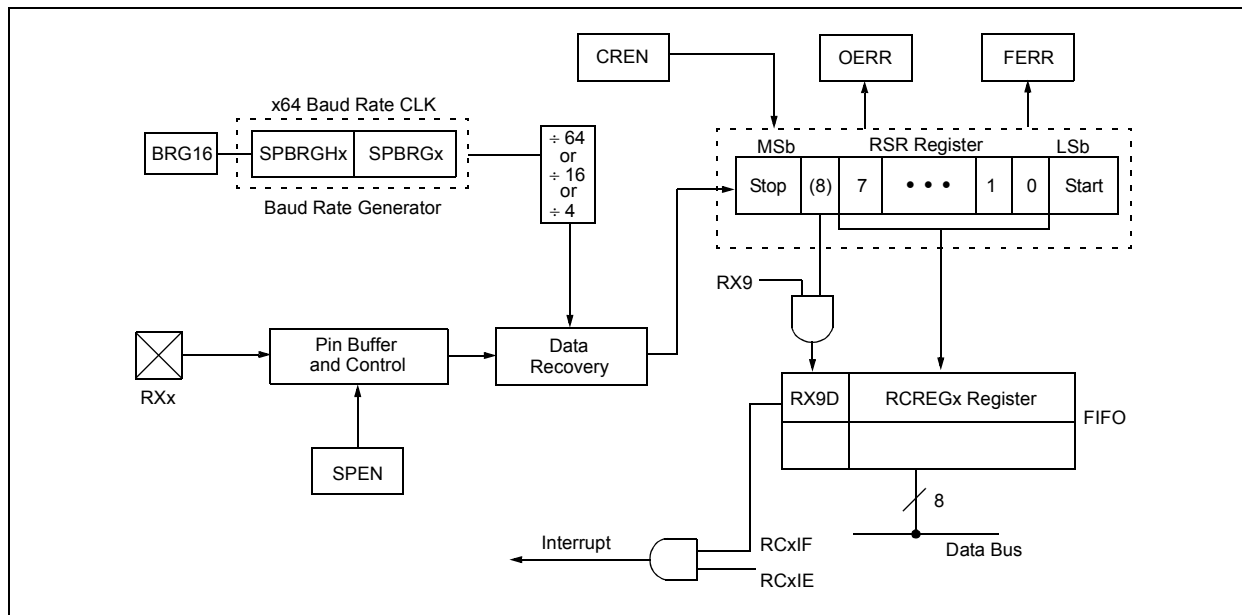 CREN
OERR
FERR
x64 Baud Rate CLK
BRG16
SPBRGHx
SPBRGx
Baud Rate Generator
÷ 64
or
÷ 16
or
÷ 4
MSb
RSR Register
LSb
Stop
(8)
7
• • •
1
0
Start
RX9
RXx
Pin Buffer
and Control
Data
Recovery
SPEN
RX9D
RCREGx Register
FIFO
8
Data Bus
Interrupt
RCxIF
RCxIE